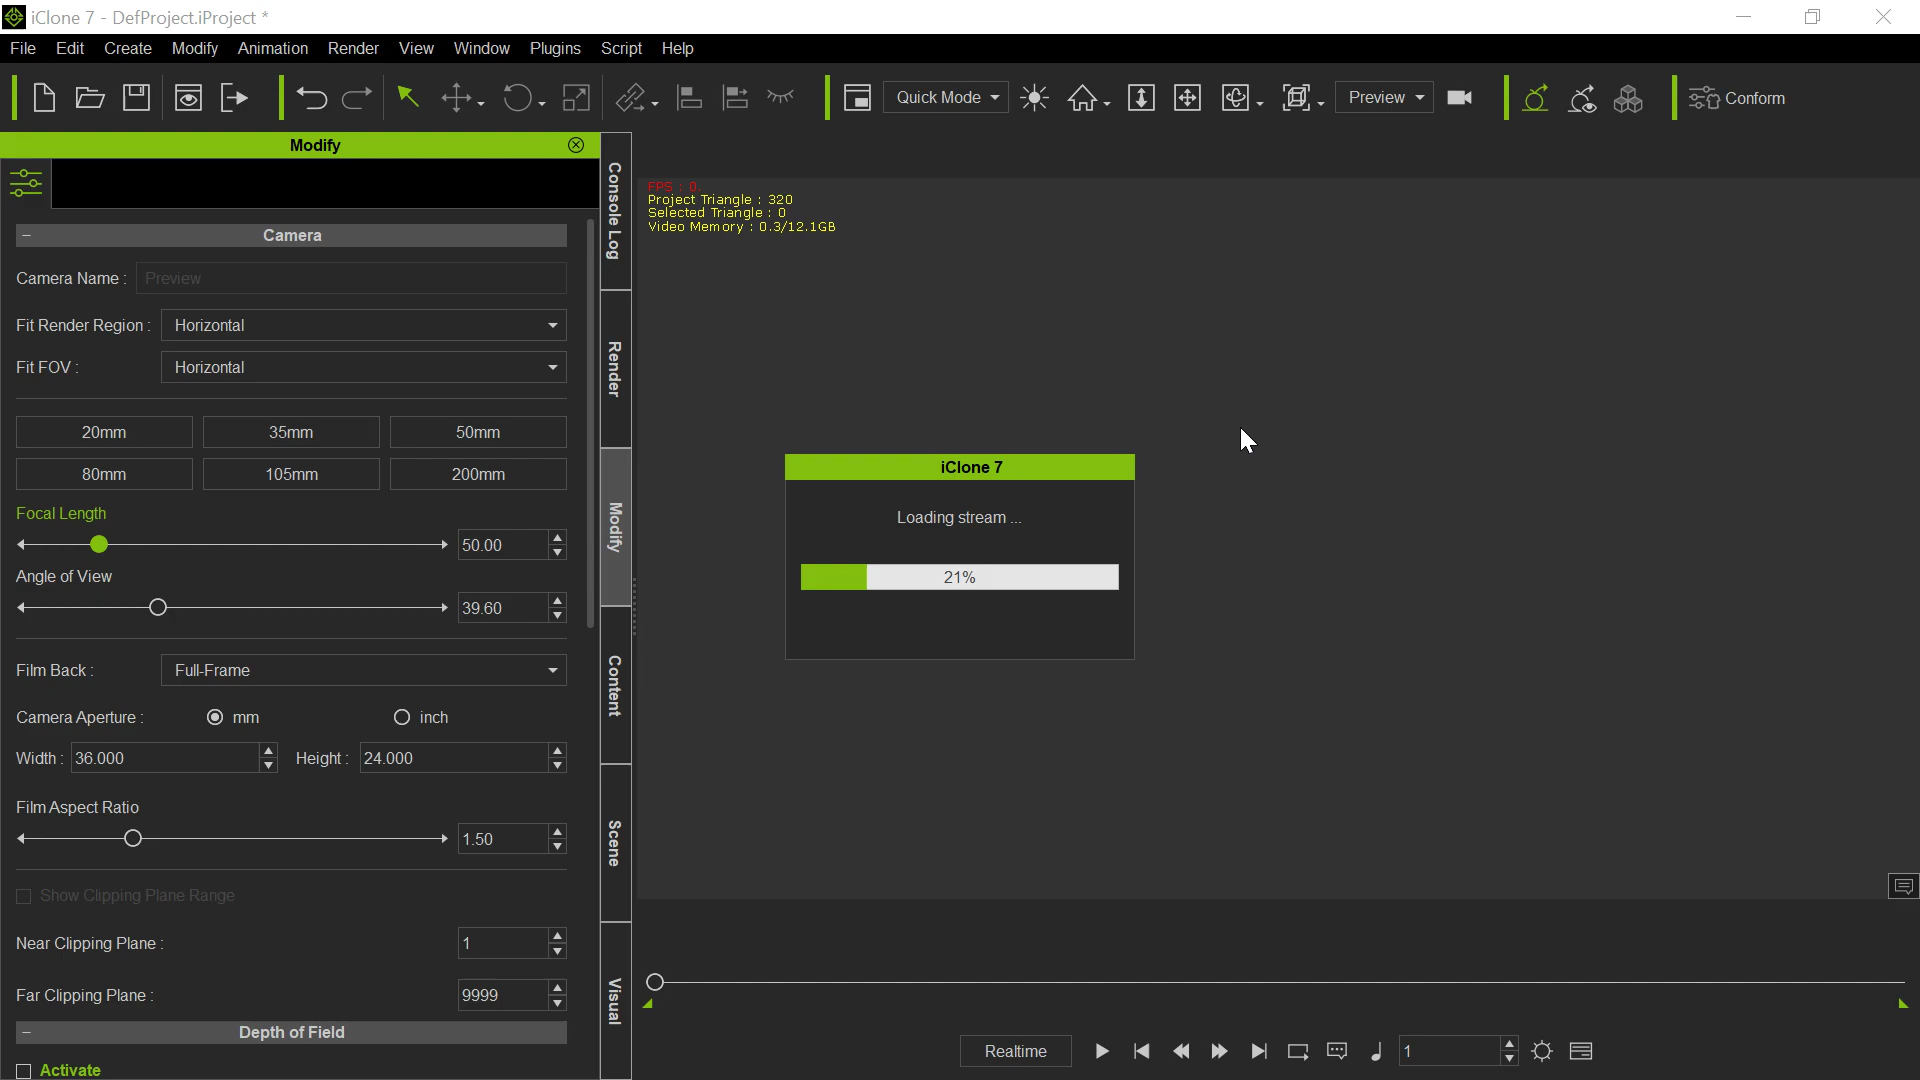 iClone 7 - DefProject.iProject *
File Edit Create Modify Animation Render View Window Plugins Script Help
Quick Mode Preview Conform
Modify
Camera
Camera Name : Preview
Fit Render Region : Horizontal
Fit FOV : Horizontal
20mm 35mm 50mm
80mm 105mm 200mm
Focal Length
50.00
Angle of View
39.60
Film Back : Full-Frame
Camera Aperture : mm inch
Width : 36.000 Height : 24.000
Film Aspect Ratio
1.50
Show Clipping Plane Range
Near Clipping Plane : 1
Far Clipping Plane : 9999
Depth of Field
Activate
Console Log
Render
Modify
Content
Scene
Visual
FPS : 0.
Project Triangle : 320
Selected Triangle : 0
Video Memory : 0.3/12.1GB
iClone 7
Loading stream ...
21%
Realtime 1